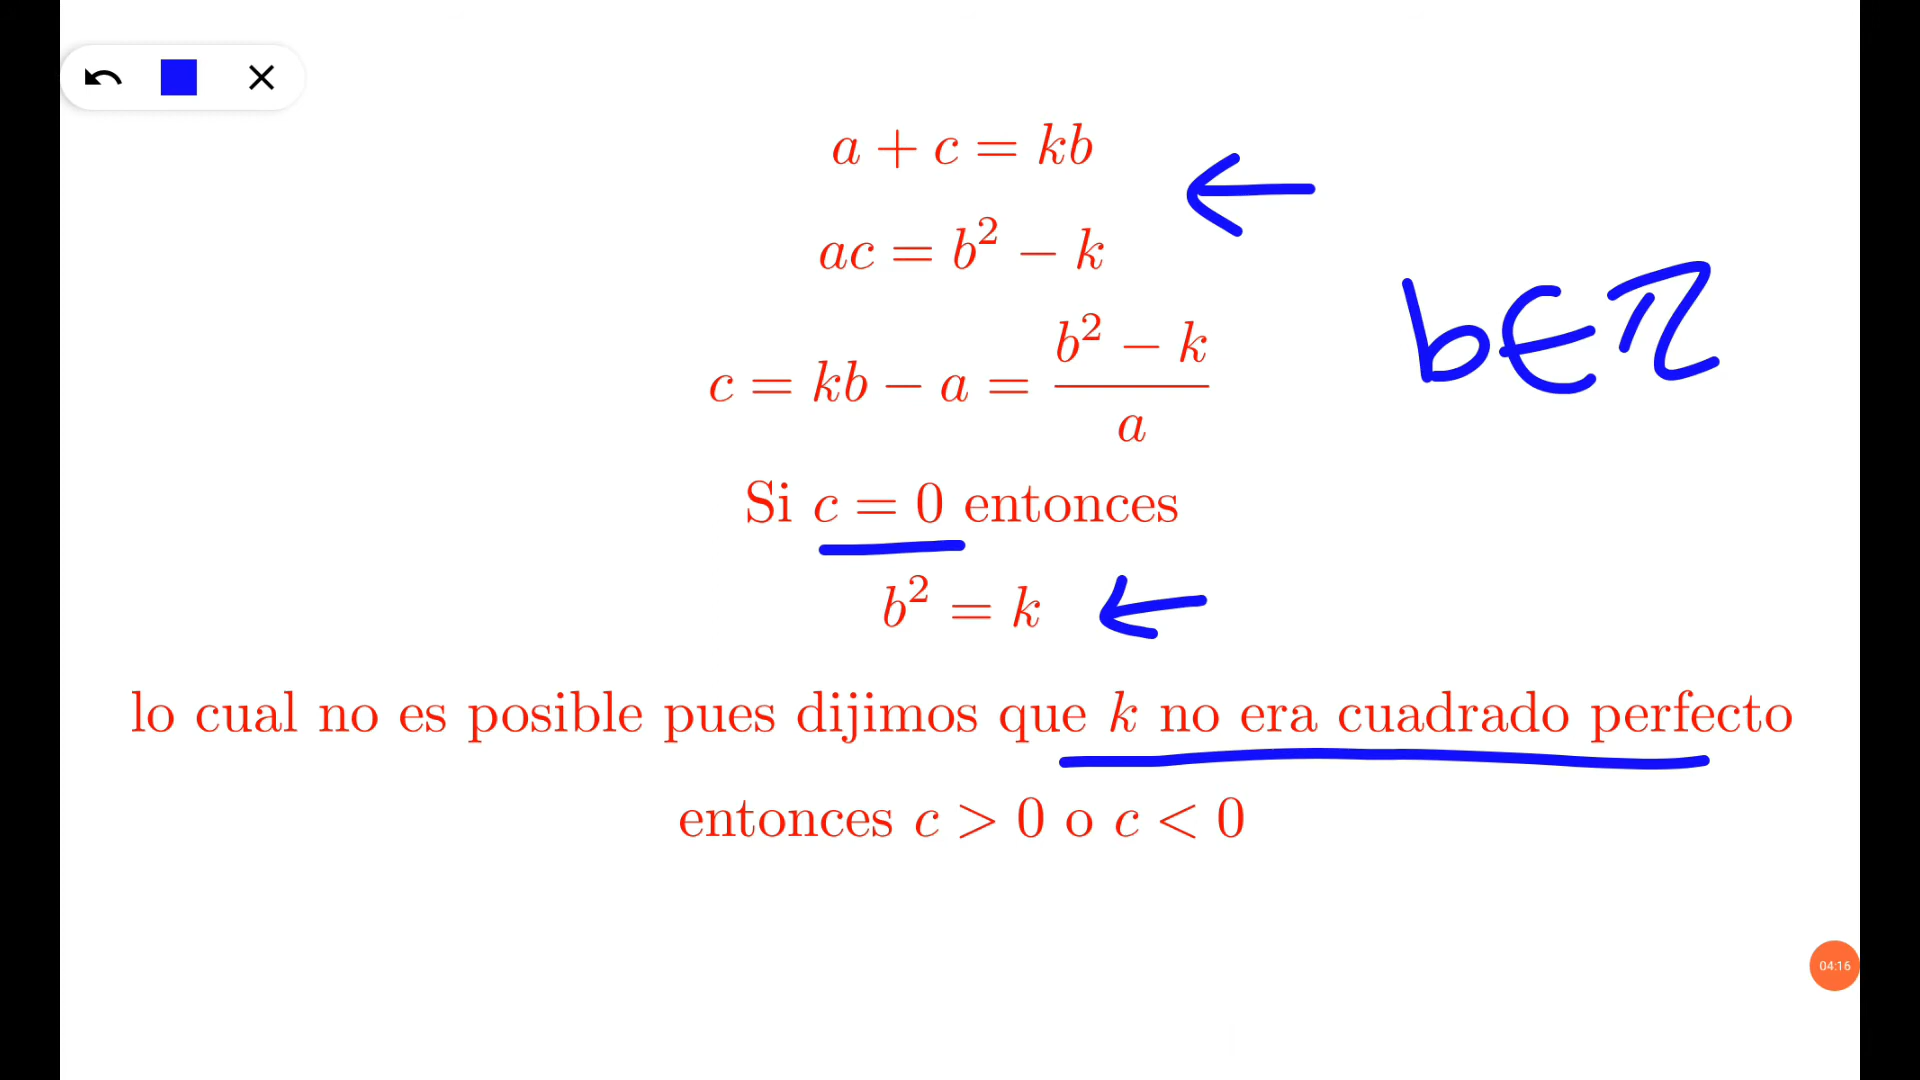 a + c = kb
ac = b² − k
b ∈ ℤ
c = kb − a = (b² − k)/a
Si c = 0 entonces
b² = k
lo cual no es posible pues dijimos que k no era cuadrado perfecto
entonces c > 0 o c < 0
04:16